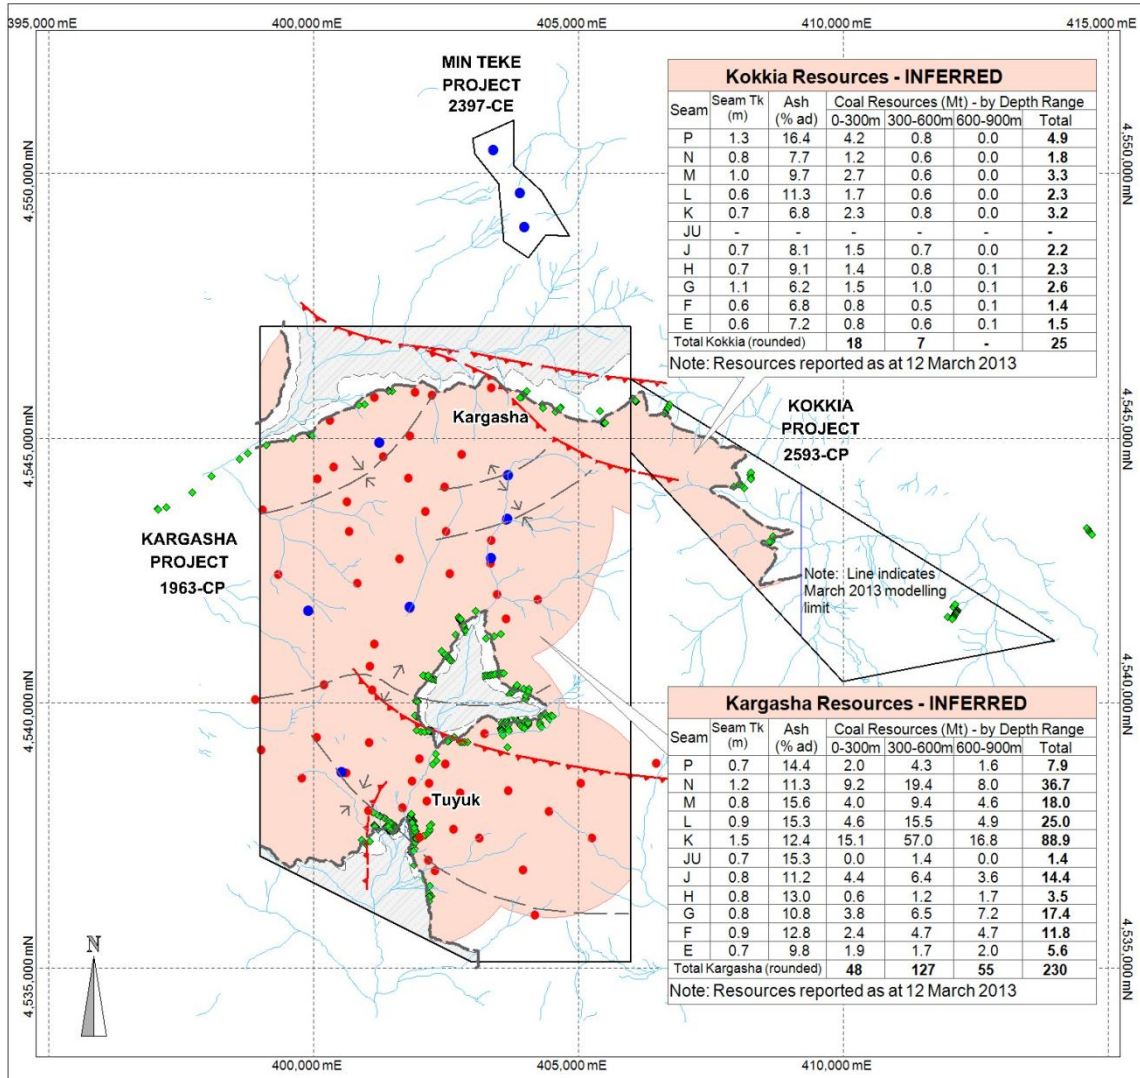 395,000 mE 400,000 mE 405,000 mE 410,000 mE 415,000 mE
MIN TEKE
PROJECT
2397-CE
Kokkia Resources - INFERRED
Seam Seam Tk (m) Ash (% ad) Coal Resources (Mt) - by Depth Range
0-300m 300-600m 600-900m Total
P 1.3 16.4 4.2 0.8 0.0 4.9
N 0.8 7.7 1.2 0.6 0.0 1.8
M 1.0 9.7 2.7 0.6 0.0 3.3
L 0.6 11.3 1.7 0.6 0.0 2.3
K 0.7 6.8 2.3 0.8 0.0 3.2
JU - - - - - -
J 0.7 8.1 1.5 0.7 0.0 2.2
H 0.7 9.1 1.4 0.8 0.1 2.3
G 1.1 6.2 1.5 1.0 0.1 2.6
F 0.6 6.8 0.8 0.5 0.1 1.4
E 0.6 7.2 0.8 0.6 0.1 1.5
Total Kokkia (rounded) 18 7 - 25
Note: Resources reported as at 12 March 2013
4,550,000 mN
4,550,000 mN
Kargasha
KOKKIA
PROJECT
2593-CP
4,545,000 mN
4,545,000 mN
KARGASHA
PROJECT
1963-CP
Note: Line indicates
March 2013 modelling
limit
4,540,000 mN
4,540,000 mN
Kargasha Resources - INFERRED
Seam Seam Tk (m) Ash (% ad) Coal Resources (Mt) - by Depth Range
0-300m 300-600m 600-900m Total
P 0.7 14.4 2.0 4.3 1.6 7.9
N 1.2 11.3 9.2 19.4 8.0 36.7
M 0.8 15.6 4.0 9.4 4.6 18.0
L 0.9 15.3 4.6 15.5 4.9 25.0
K 1.5 12.4 15.1 57.0 16.8 88.9
JU 0.7 15.3 0.0 1.4 0.0 1.4
J 0.8 11.2 4.4 6.4 3.6 14.4
H 0.8 13.0 0.6 1.2 1.7 3.5
G 0.8 10.8 3.8 6.5 7.2 17.4
F 0.9 12.8 2.4 4.7 4.7 11.8
E 0.7 9.8 1.9 1.7 2.0 5.6
Total Kargasha (rounded) 48 127 55 230
Note: Resources reported as at 12 March 2013
Tuyuk
N
4,535,000 mN
4,535,000 mN
400,000 mE 405,000 mE 410,000 mE